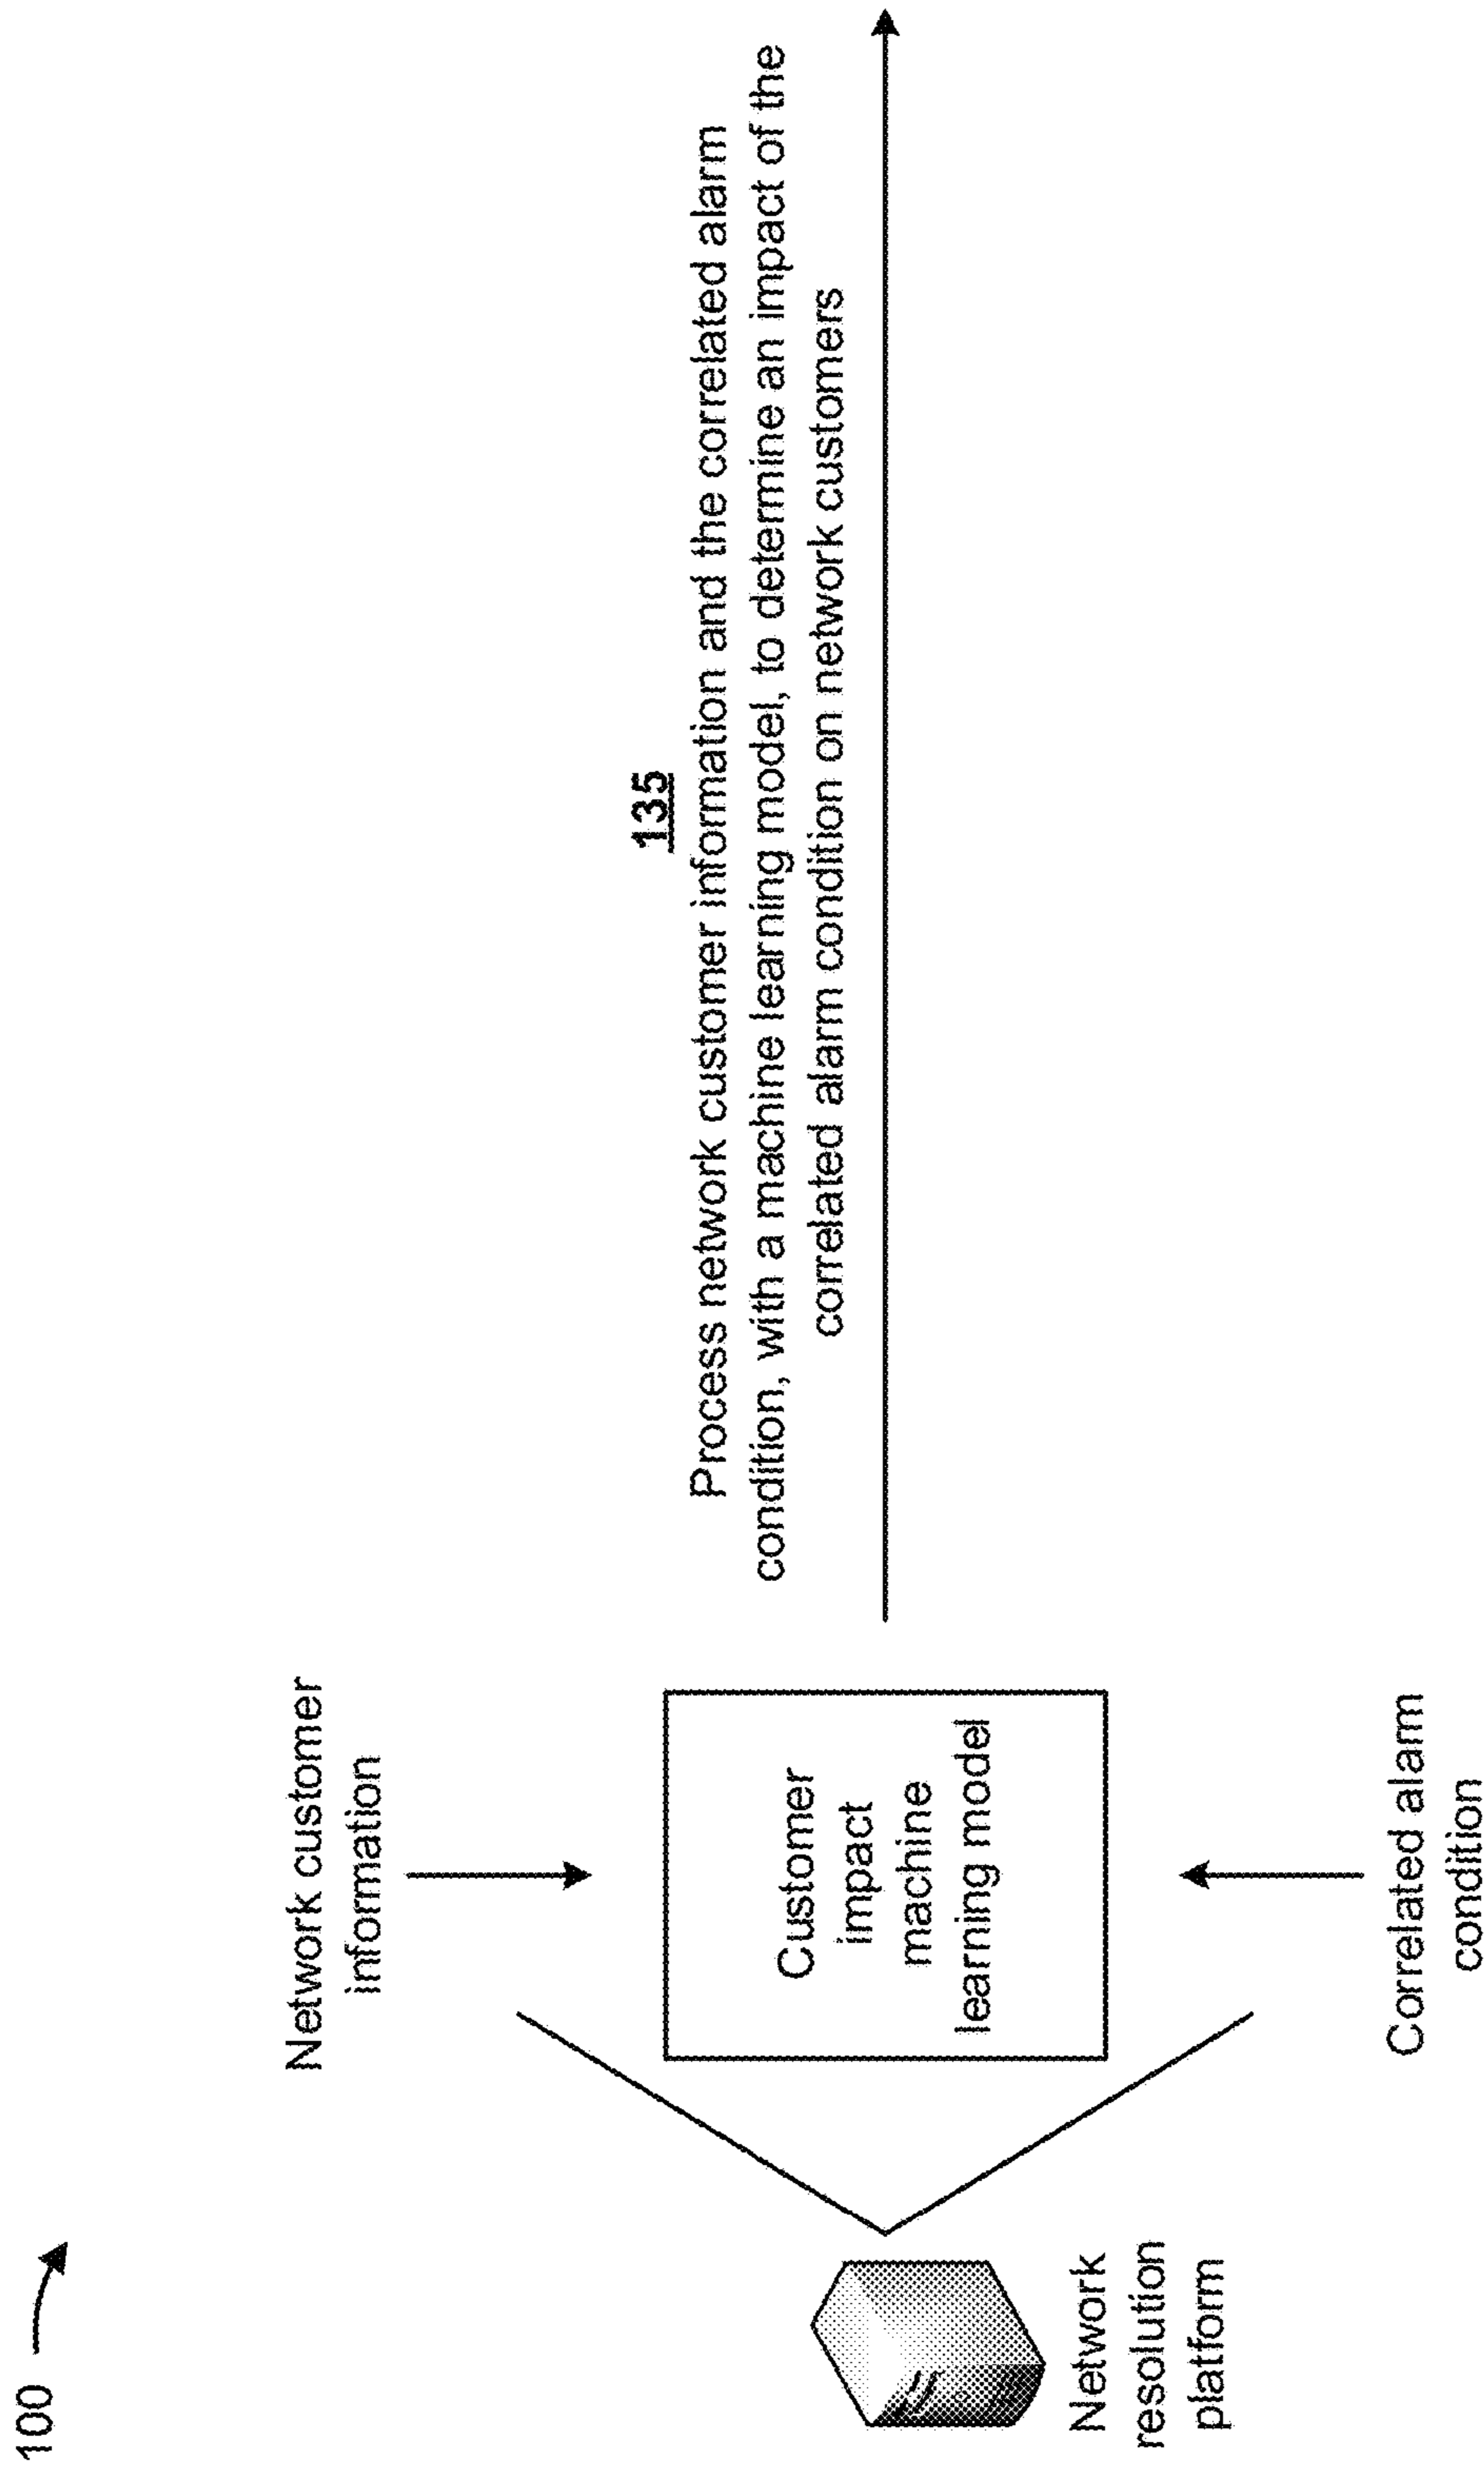 100
Network customer
information
135
Process network customer information and the correlated alarm
condition, with a machine learning model, to determine an impact of the
correlated alarm condition on network customers
Customer
impact
machine
learning model
Network
resolution
platform
Correlated alarm
condition